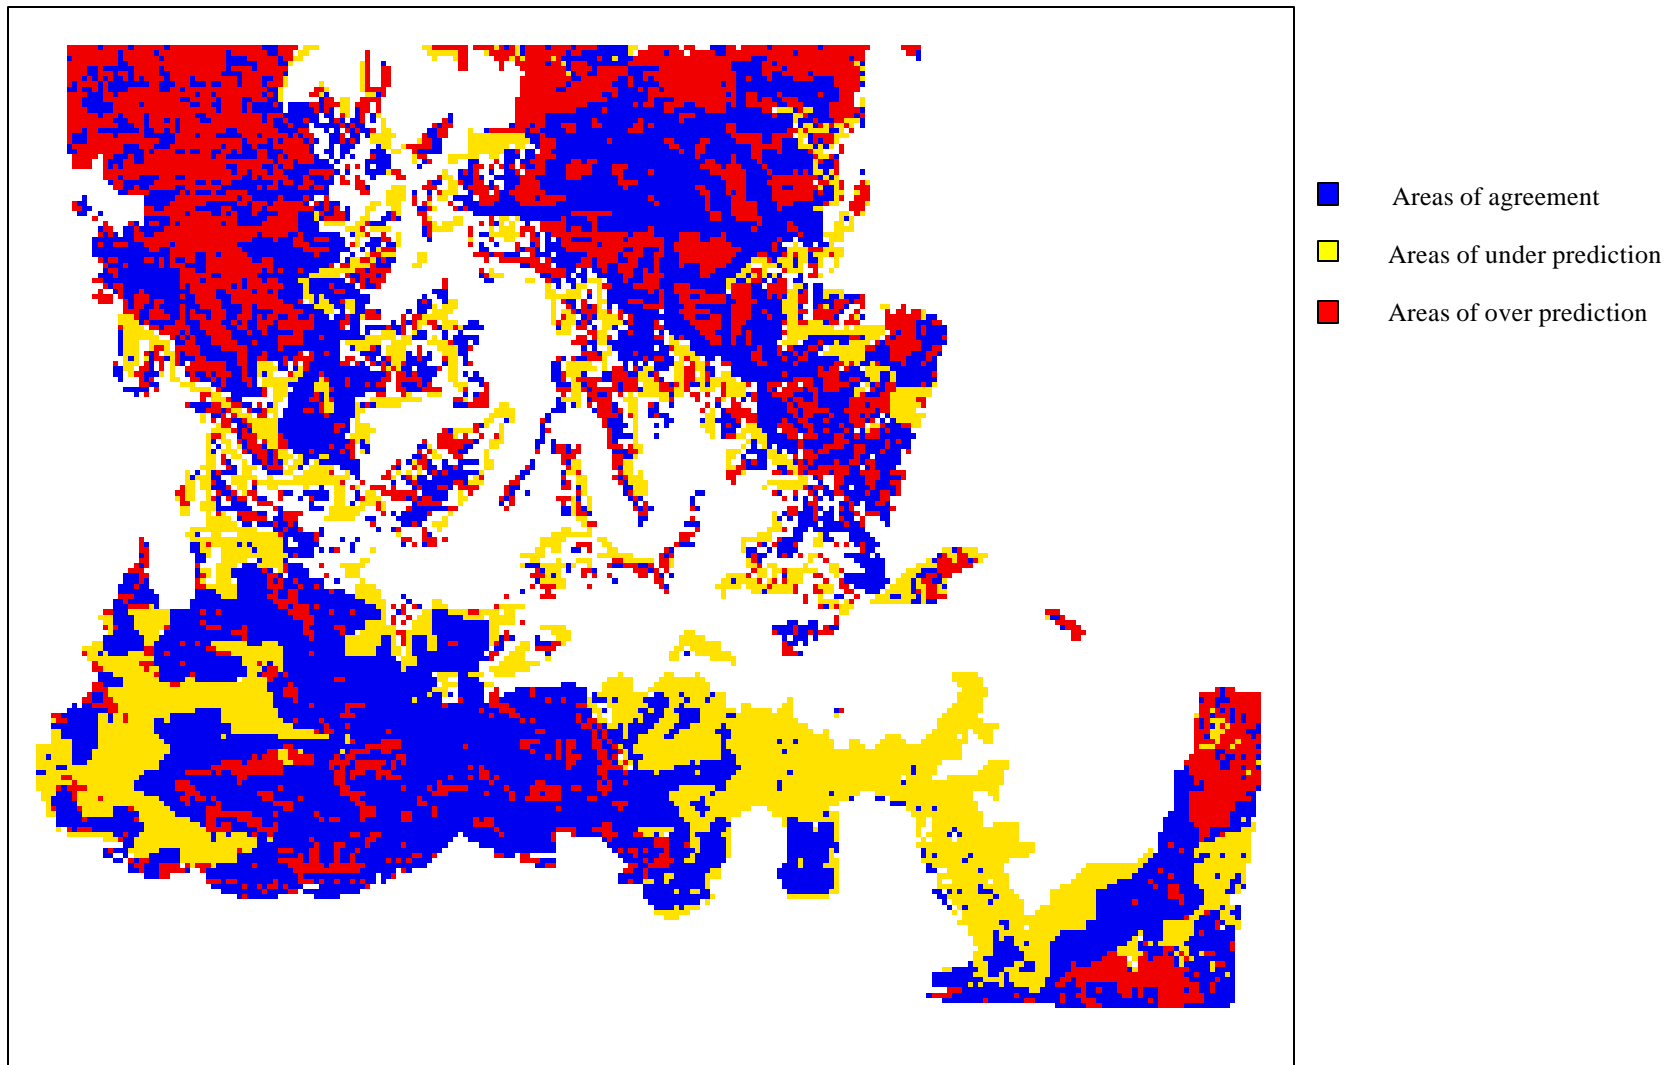 Areas of agreement
Areas of under prediction
Areas of over prediction